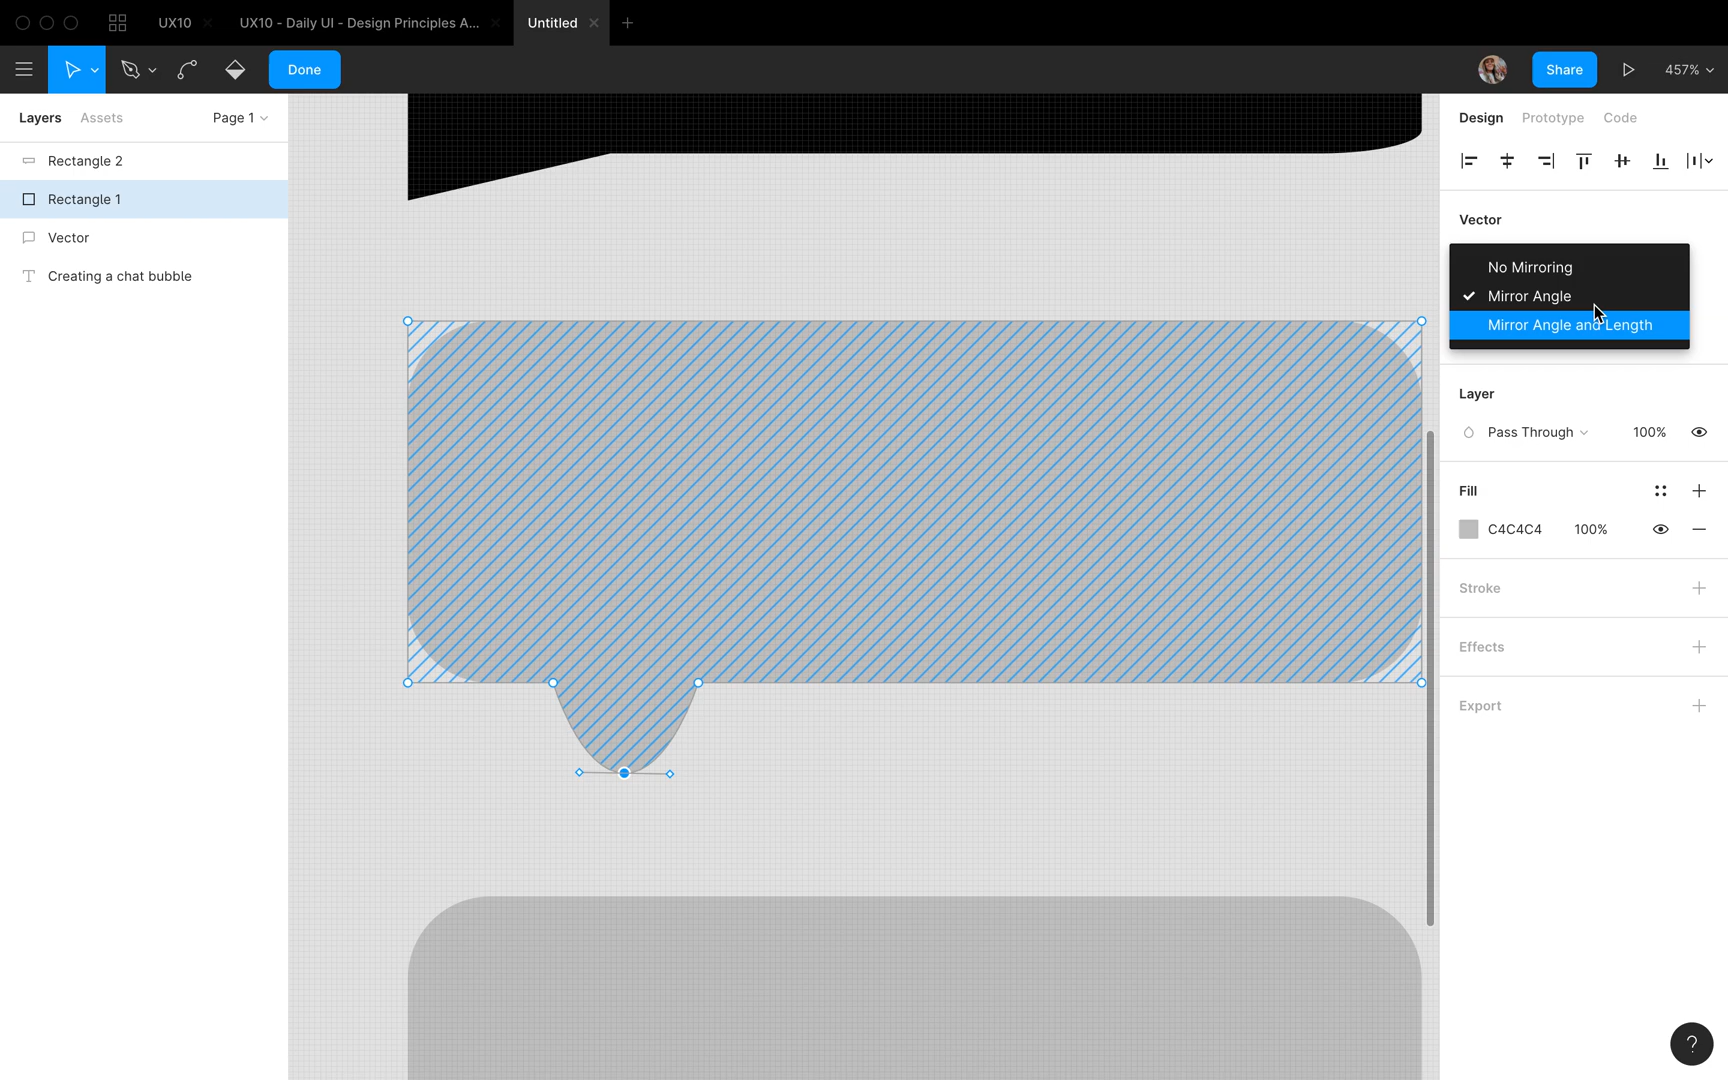 UX10
UX10 - Daily UI - Design Principles A...
Untitled
Done
Share
457%
Layers
Assets
Page 1
Rectangle 2
Rectangle 1
Vector
Creating a chat bubble
Design
Prototype
Code
Vector
No Mirroring
Mirror Angle
Mirror Angle and Length
Layer
Pass Through
100%
Fill
C4C4C4
100%
Stroke
Effects
Export
?